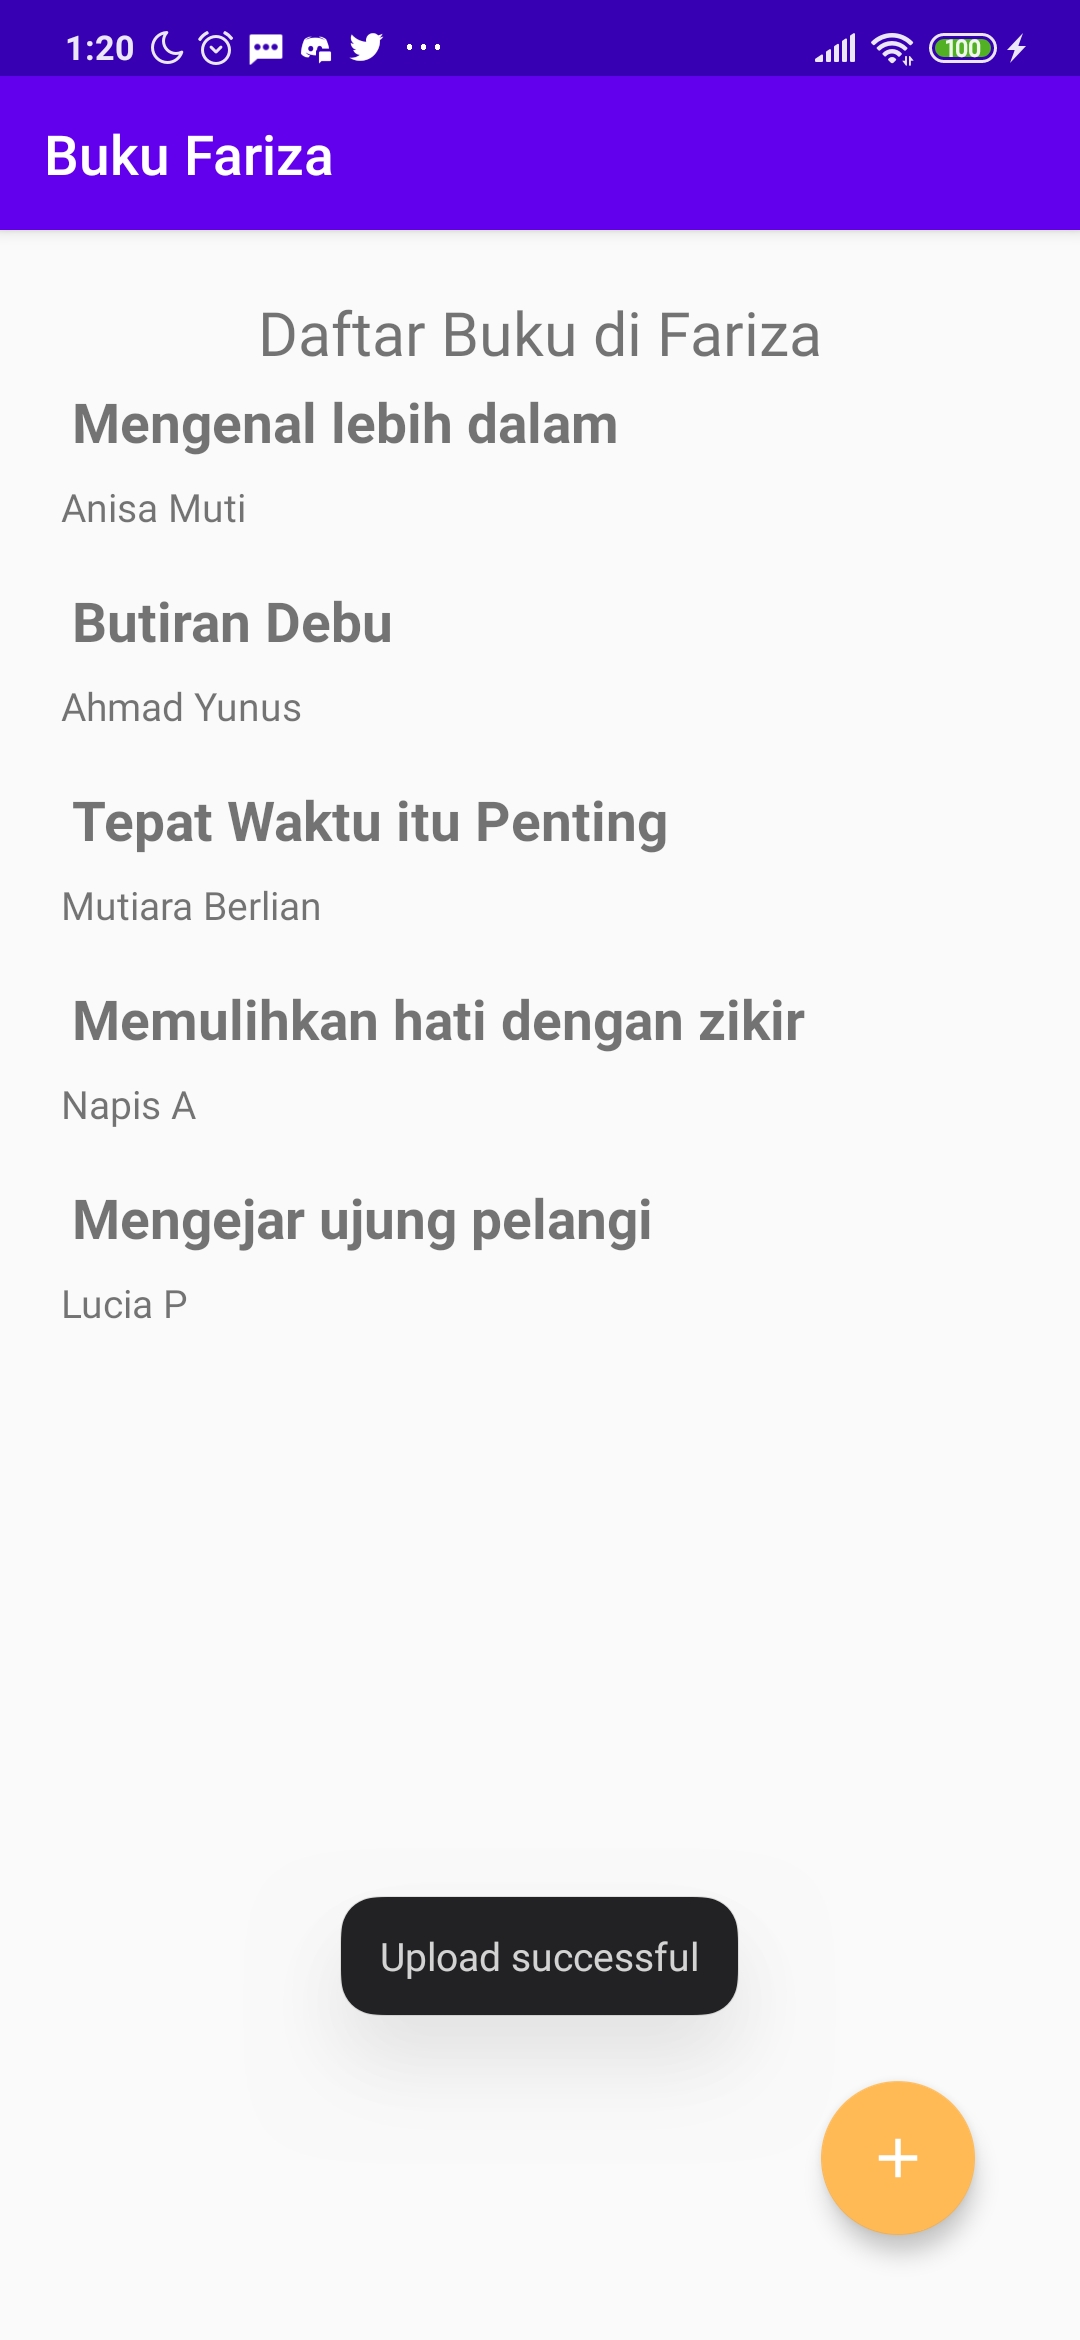 1:20
100
Buku Fariza
Daftar Buku di Fariza
Mengenal lebih dalam
Anisa Muti
Butiran Debu
Ahmad Yunus
Tepat Waktu itu Penting
Mutiara Berlian
Memulihkan hati dengan zikir
Napis A
Mengejar ujung pelangi
Lucia P
Upload successful